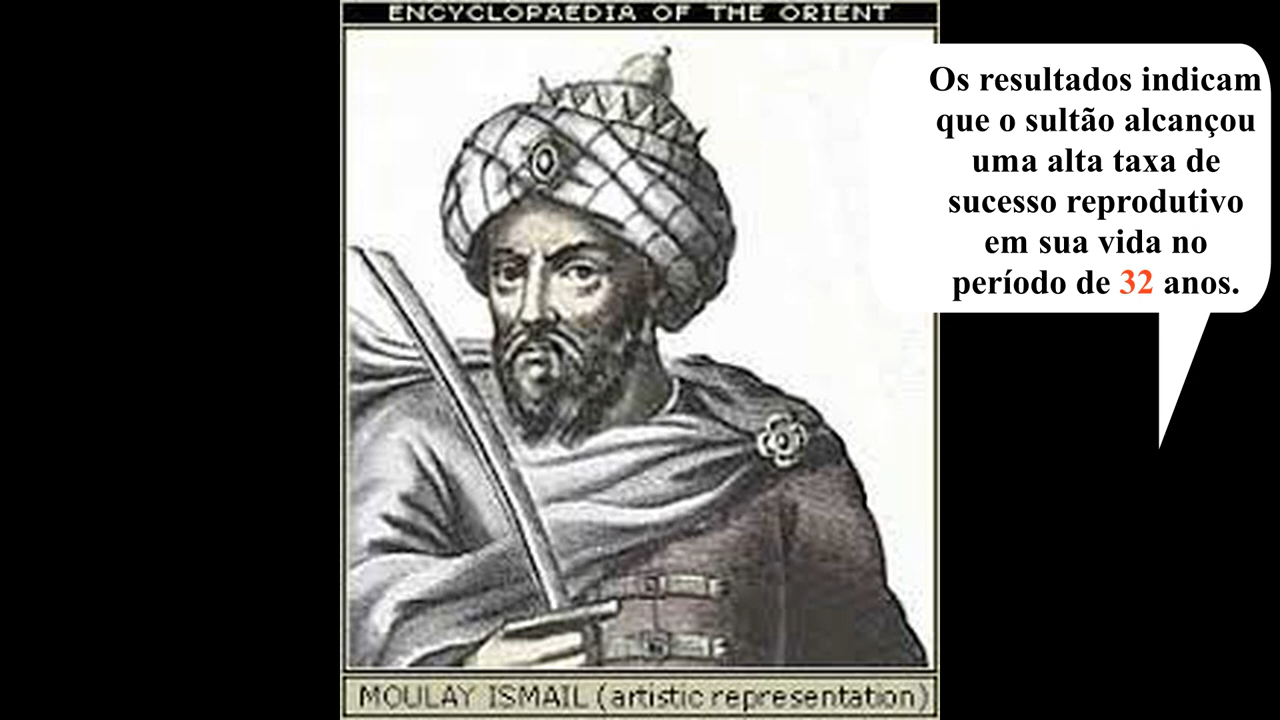 ENCYCLOPAEDIA OF THE ORIENT
Os resultados indicam
que o sultão alcançou
uma alta taxa de
sucesso reprodutivo
em sua vida no
período de 32 anos.
MOULAY ISMAIL (artistic representation)